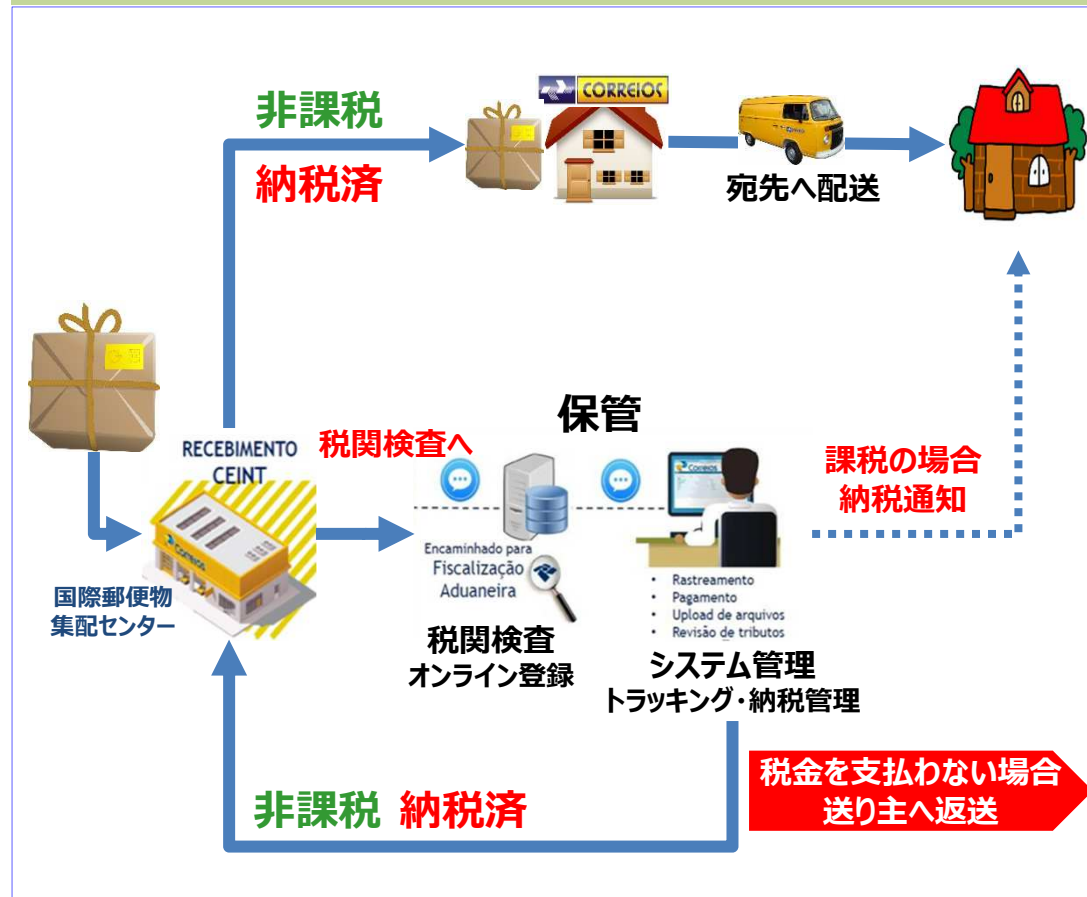 CORREIOS
非課税
納税済
宛先へ配送
保管
RECEBIMENTO
CEINT
税関検査へ
課税の場合
納税通知
Correios
Correios
Encaminhado para
Fiscalização
Aduaneira
• Rastreamento
• Pagamento
• Upload de arquivos
• Revisão de tributos
国際郵便物
集配センター
税関検査
オンライン登録
システム管理
トラッキング・納税管理
税金を支払わない場合
送り主へ返送
非課税 納税済